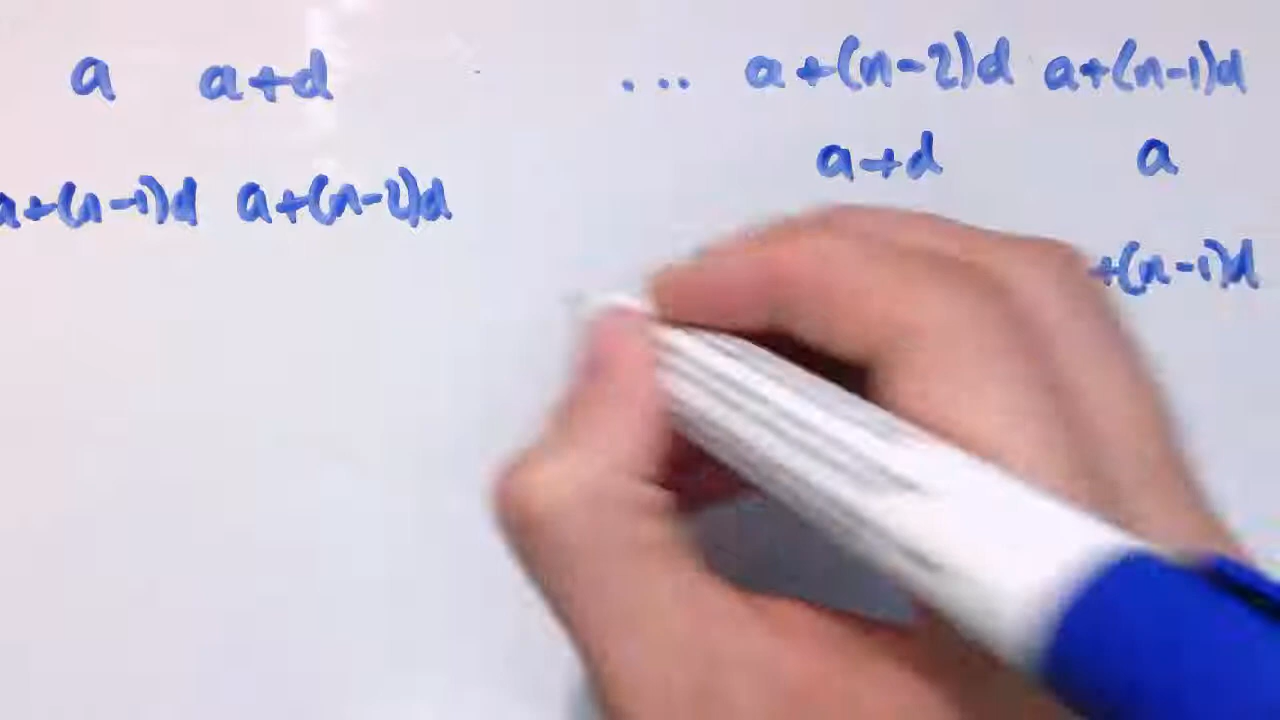 a a+d ... a+(n-2)d a+(n-1)d
a+(n-1)d a+(n-2)d a+d a
+(n-1)d